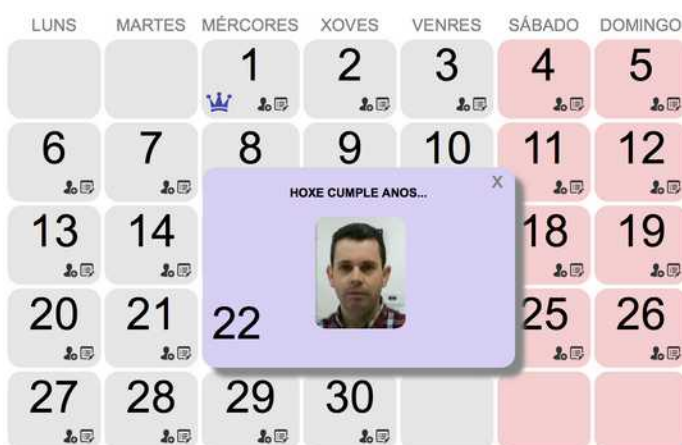 LUNS MARTES MÉRCORES XOVES VENRES SÁBADO DOMINGO
1 2 3 4 5
6 7 8 9 10 11 12
HOXE CUMPLE ANOS... X
13 14 18 19
20 21 22 25 26
27 28 29 30